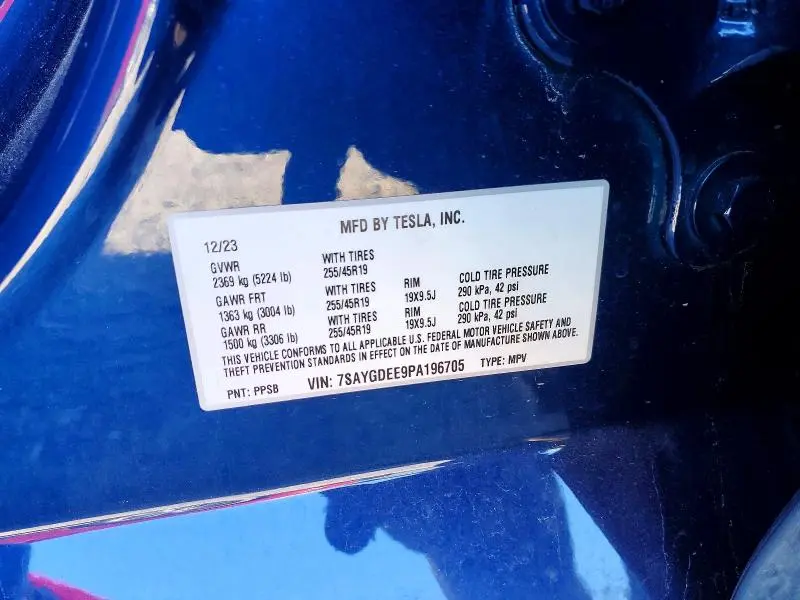 MFD BY TESLA, INC.
12/23
GVWR WITH TIRES
2369 kg (5224 lb) 255/45R19
GAWR FRT WITH TIRES RIM COLD TIRE PRESSURE
1363 kg (3004 lb) 255/45R19 19X9.5J 290 kPa, 42 psi
GAWR RR WITH TIRES RIM COLD TIRE PRESSURE
1500 kg (3306 lb) 255/45R19 19X9.5J 290 kPa, 42 psi
THIS VEHICLE CONFORMS TO ALL APPLICABLE U.S. FEDERAL MOTOR VEHICLE SAFETY AND
THEFT PREVENTION STANDARDS IN EFFECT ON THE DATE OF MANUFACTURE SHOWN ABOVE.
PNT: PPSB VIN: 7SAYGDEE9PA196705 TYPE: MPV